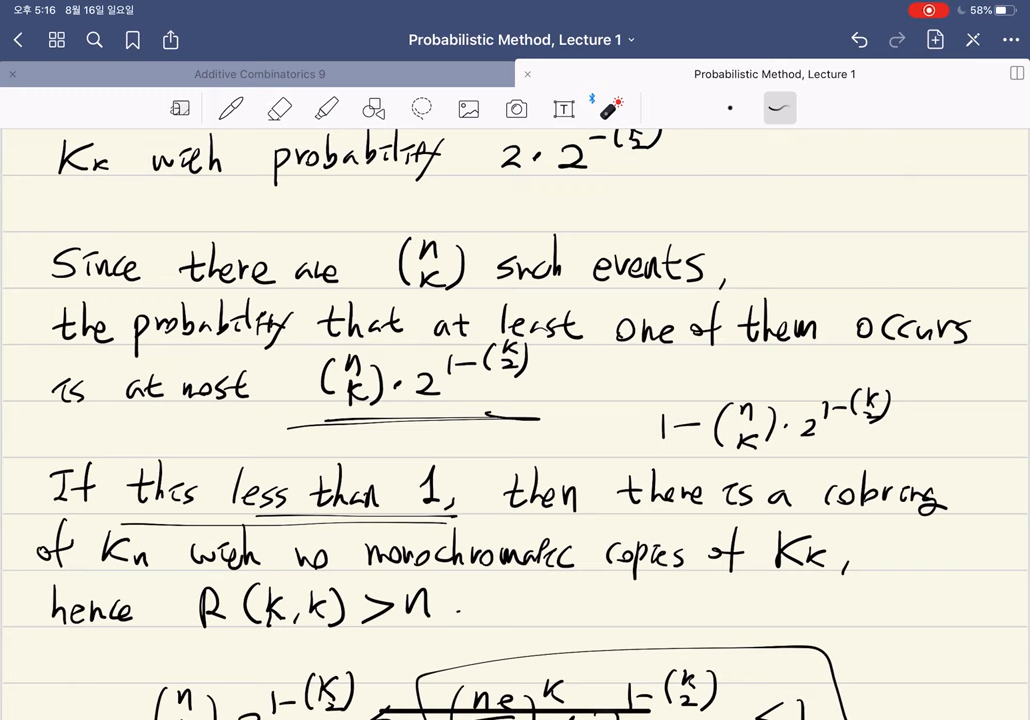 오후 5:16 8월 16일 일요일 58%
Probabilistic Method, Lecture 1
Additive Combinatorics 9 Probabilistic Method, Lecture 1
K_k with probability 2 · 2^{-(k choose 2)}
Since there are (n choose k) such events,
the probability that at least one of them occurs
is at most (n choose k) · 2^{1-(k choose 2)}
1 - (n choose k) · 2^{1-(k choose 2)}
If this less than 1, then there is a coloring
of K_n with no monochromatic copies of K_k,
hence R(k,k) > n.